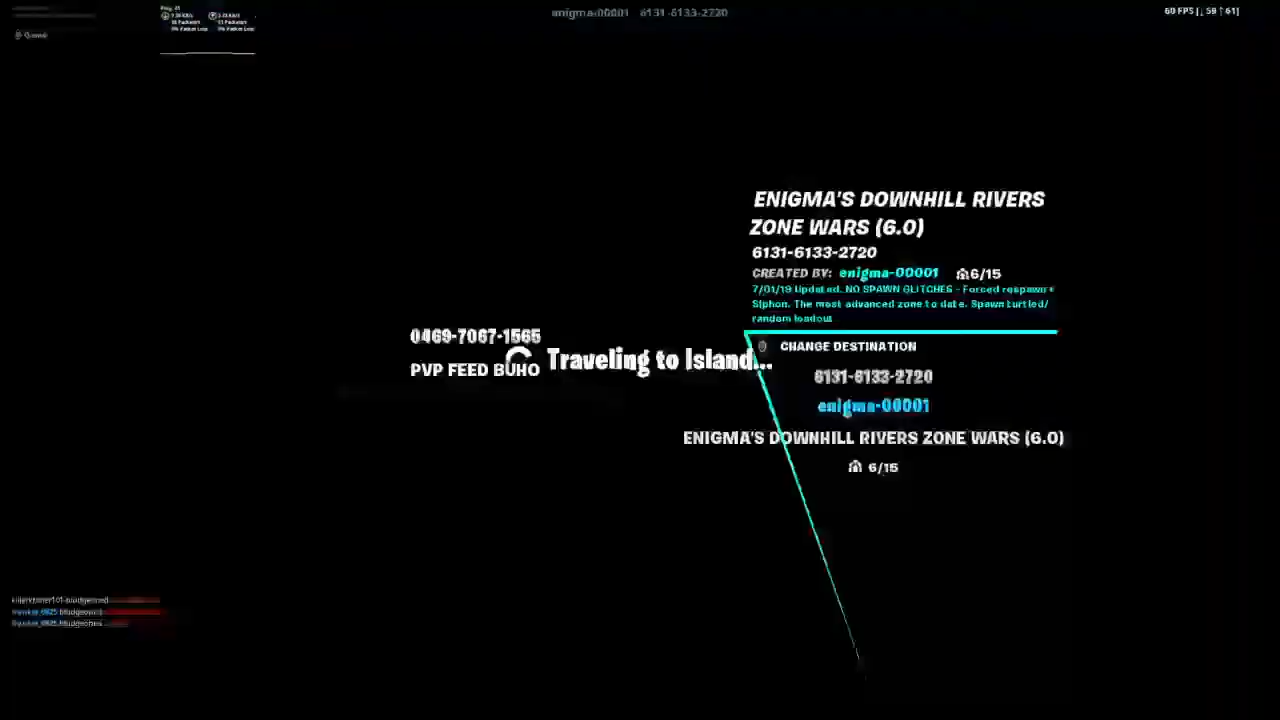 enigma-00001 6131-6133-2720
60 FPS [↓ 59 ↑ 61]
ENIGMA'S DOWNHILL RIVERS
ZONE WARS (6.0)
6131-6133-2720
CREATED BY: enigma-00001 6/15
7/01/19 Updated. NO SPAWN GLITCHES - Forced respawn +
Siphon. The most advanced zone to date. Spawn turtled/
random loadout
0469-7067-1565
PVP FEED BUHO
Traveling to Island...
CHANGE DESTINATION
6131-6133-2720
enigma-00001
ENIGMA'S DOWNHILL RIVERS ZONE WARS (6.0)
6/15